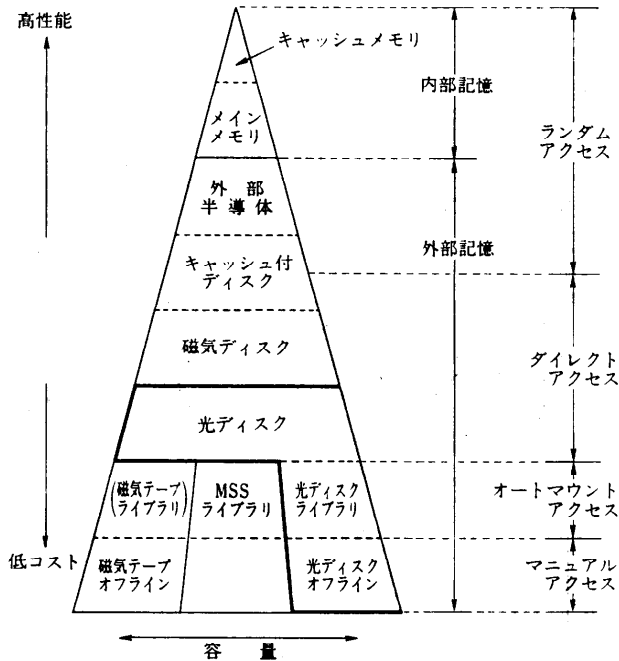 高性能
キャッシュメモリ
内部記憶
メイン
メモリ
ランダム
アクセス
外部
半導体
外部記憶
キャッシュ付
ディスク
磁気ディスク
ダイレクト
アクセス
光ディスク
(磁気テープ
ライブラリ)
MSS
ライブラリ
光ディスク
ライブラリ
オートマウント
アクセス
低コスト
磁気テープ
オフライン
光ディスク
オフライン
マニュアル
アクセス
容量